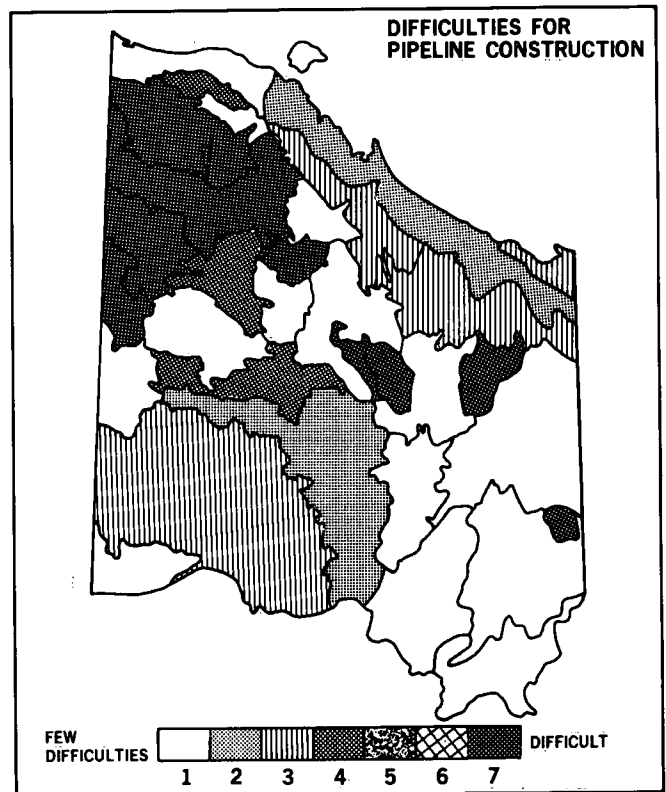 DIFFICULTIES FOR
PIPELINE CONSTRUCTION
FEW
DIFFICULTIES
DIFFICULT
1 2 3 4 5 6 7